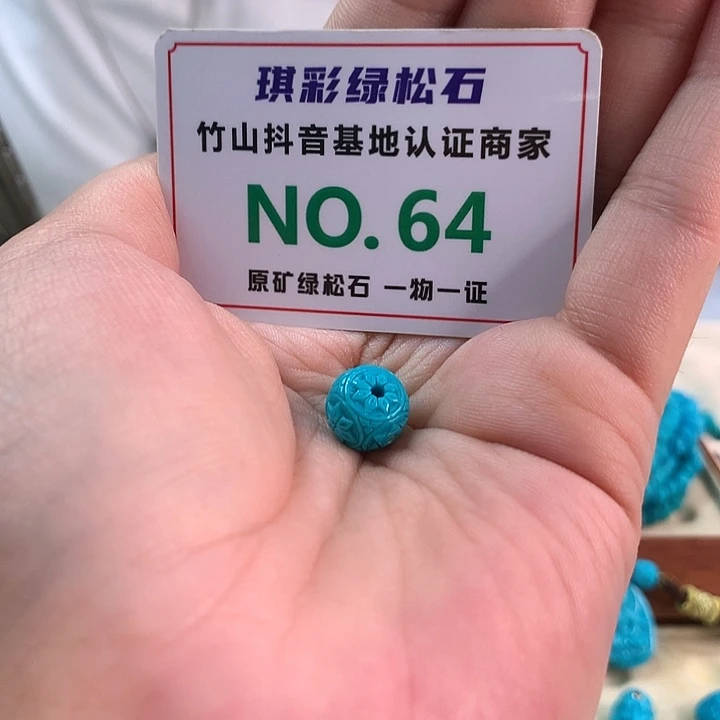 琪彩绿松石
竹山抖音基地认证商家
NO. 64
原矿绿松石 一物一证